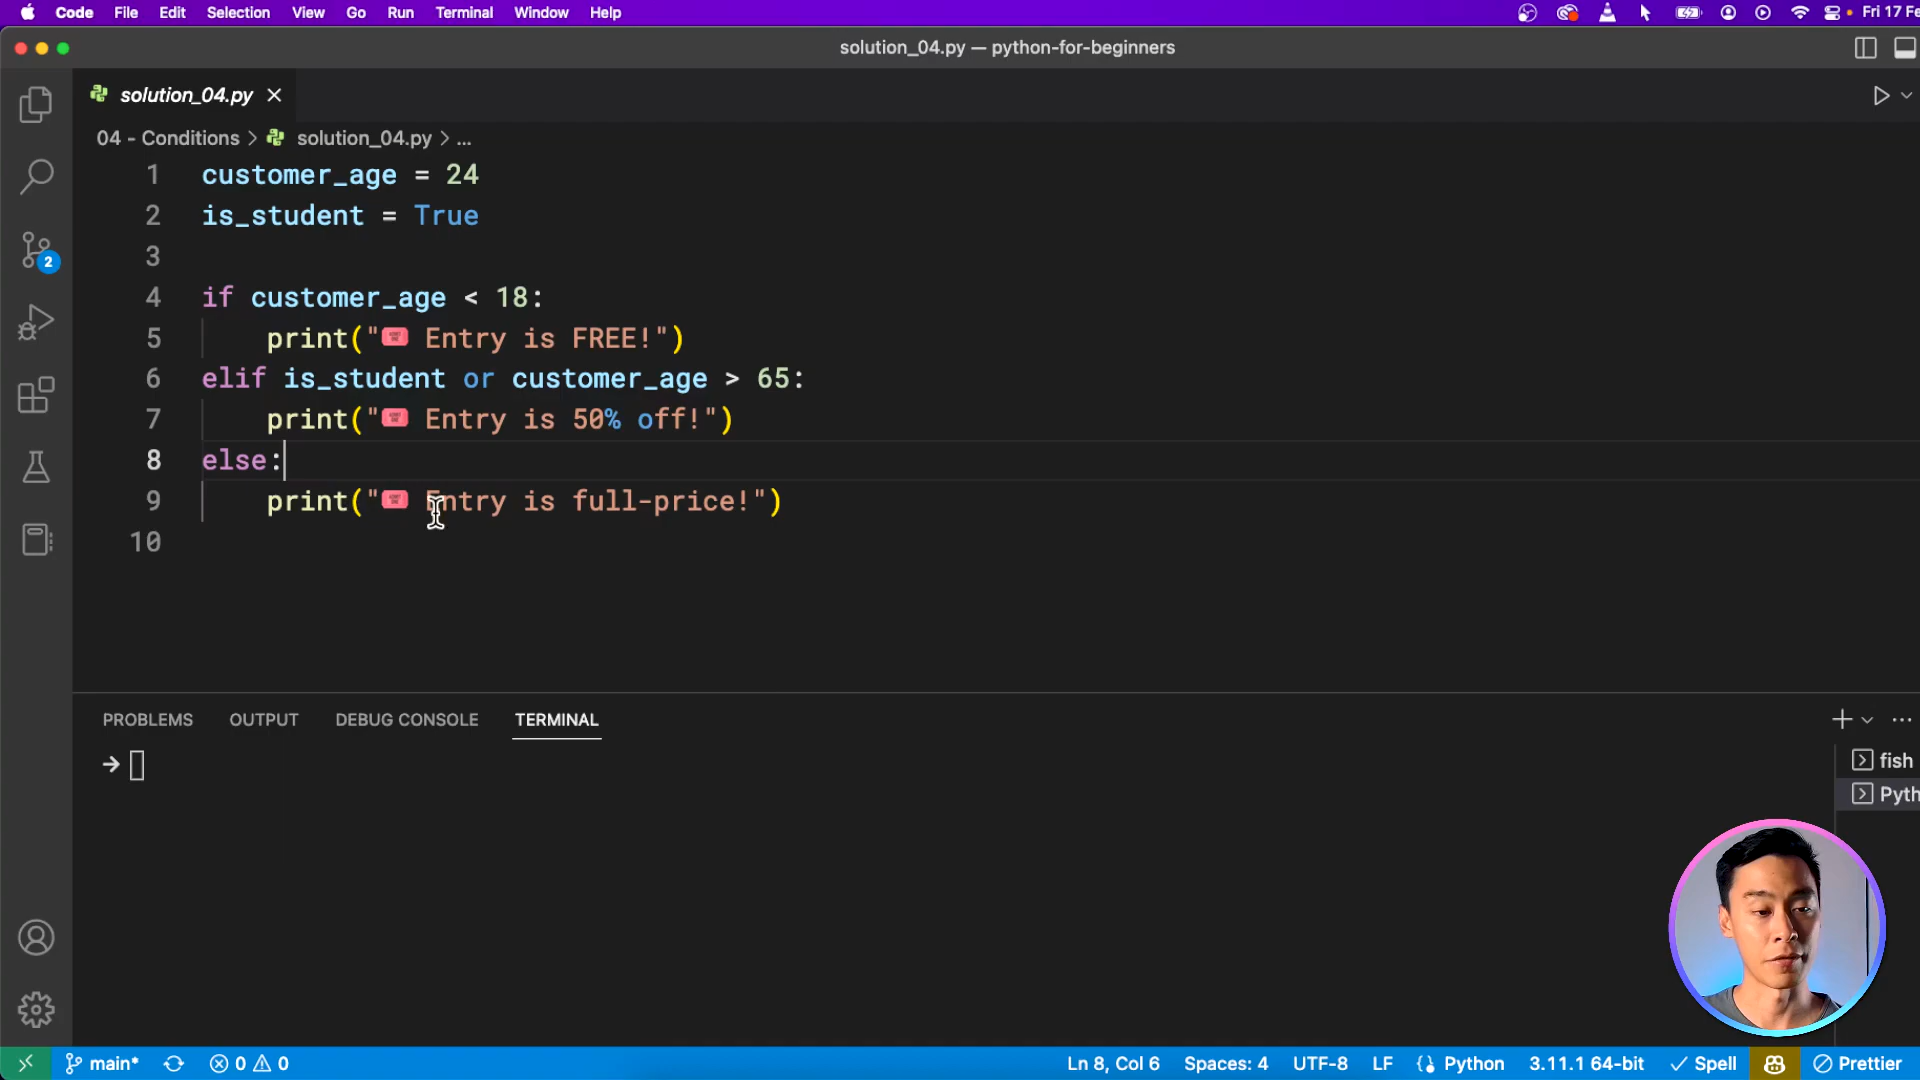 Code File Edit Selection View Go Run Terminal Window Help Fri 17 Fe
solution_04.py — python-for-beginners
solution_04.py
04 - Conditions > solution_04.py > ...
1 customer_age = 24
2 is_student = True
3
4 if customer_age < 18:
5 print("🎟 Entry is FREE!")
6 elif is_student or customer_age > 65:
7 print("🎟 Entry is 50% off!")
8 else:
9 print("🎟 Entry is full-price!")
10
2
PROBLEMS OUTPUT DEBUG CONSOLE TERMINAL
→
fish
Pyth
main* 0 0 Ln 8, Col 6 Spaces: 4 UTF-8 LF {} Python 3.11.1 64-bit ✓ Spell Prettier